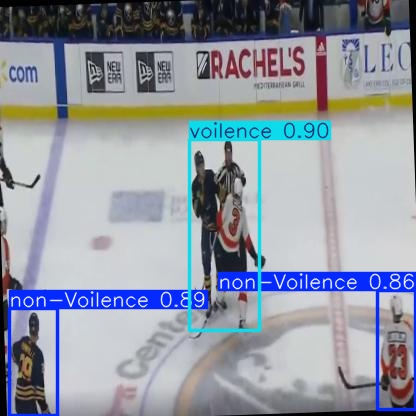 com
NEW
ERA
NEW
ERA
RACHEL'S
MEDITERRANEAN GRILL
LEC
voilence 0.90
non-Voilence 0.89
non-Voilence 0.86
Cente
23